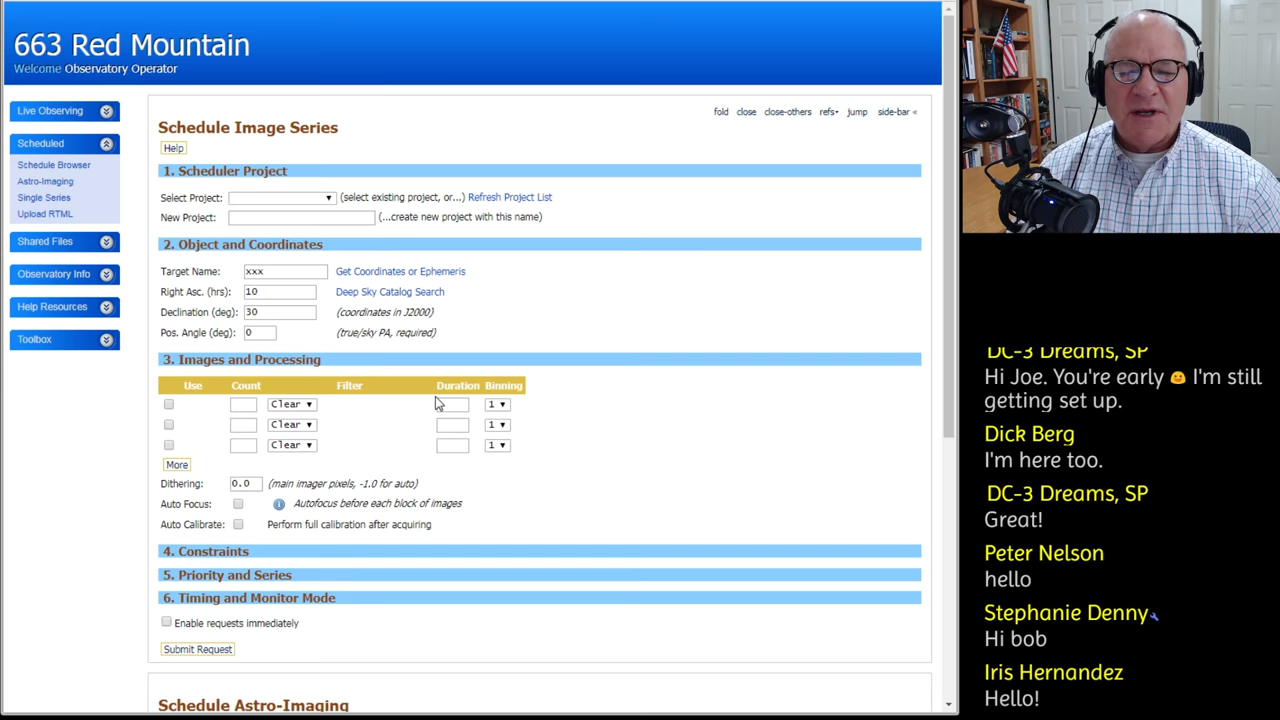 663 Red Mountain
Welcome Observatory Operator
Live Observing
Scheduled
Schedule Browser
Astro-Imaging
Single Series
Upload RTML
Shared Files
Observatory Info
Help Resources
Toolbox
fold close close-others refs+ jump side-bar «
Schedule Image Series
Help
1. Scheduler Project
Select Project: (select existing project, or...) Refresh Project List
New Project: (...create new project with this name)
2. Object and Coordinates
Target Name: xxx Get Coordinates or Ephemeris
Right Asc. (hrs): 10 Deep Sky Catalog Search
Declination (deg): 30 (coordinates in J2000)
Pos. Angle (deg): 0 (true/sky PA, required)
3. Images and Processing
Use Count Filter Duration Binning
Clear 1
Clear 1
Clear 1
More
Dithering: 0.0 (main imager pixels, -1.0 for auto)
Auto Focus: Autofocus before each block of images
Auto Calibrate: Perform full calibration after acquiring
4. Constraints
5. Priority and Series
6. Timing and Monitor Mode
Enable requests immediately
Submit Request
Schedule Astro-Imaging
DC-3 Dreams, SP
Hi Joe. You're early I'm still
getting set up.
Dick Berg
I'm here too.
DC-3 Dreams, SP
Great!
Peter Nelson
hello
Stephanie Denny
Hi bob
Iris Hernandez
Hello!